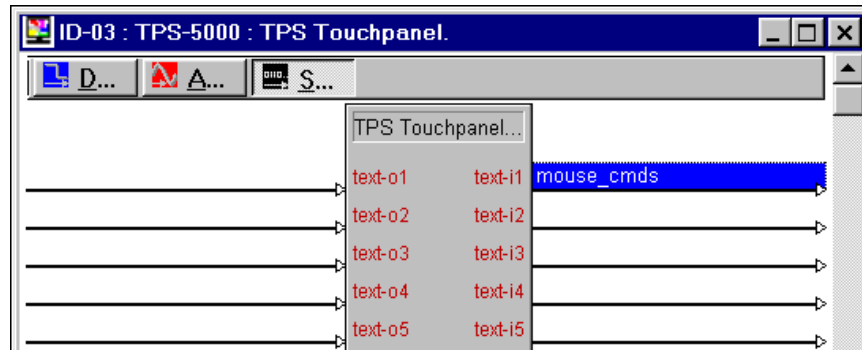 ID-03 : TPS-5000 : TPS Touchpanel.
D... A... S...
TPS Touchpanel...
text-o1 text-i1 mouse_cmds
text-o2 text-i2
text-o3 text-i3
text-o4 text-i4
text-o5 text-i5